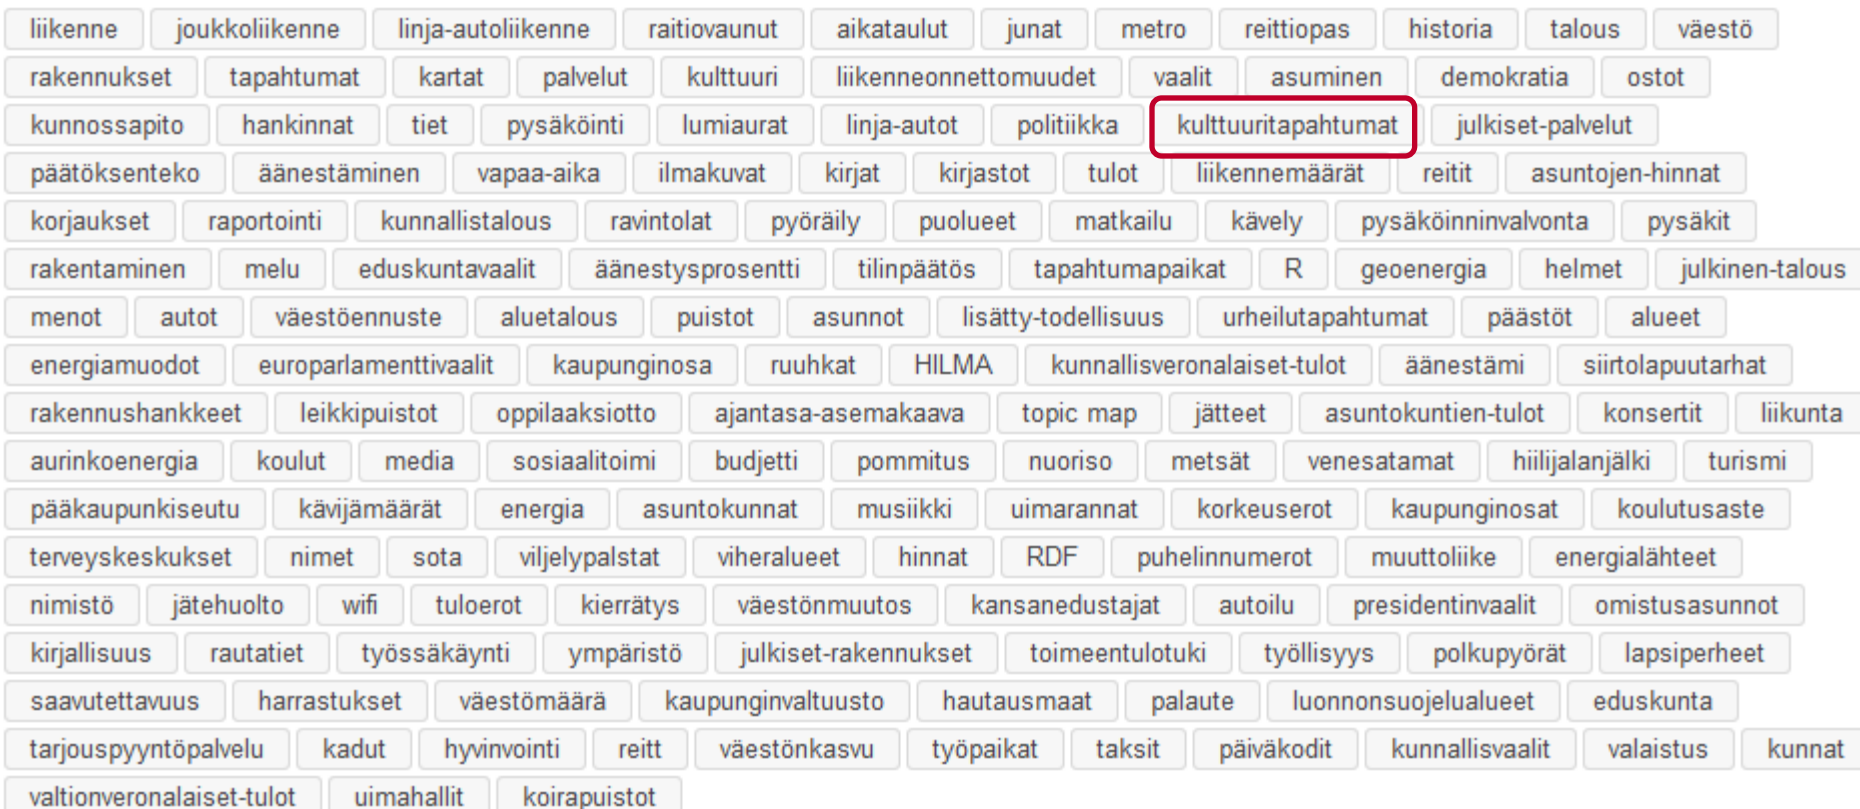 liikenne joukkoliikenne linja-autoliikenne raitiovaunut aikataulut junat metro reittiopas historia talous väestö
rakennukset tapahtumat kartat palvelut kulttuuri liikenneonnettomuudet vaalit asuminen demokratia ostot
kunnossapito hankinnat tiet pysäköinti lumiaurat linja-autot politiikka kulttuuritapahtumat julkiset-palvelut
päätöksenteko äänestäminen vapaa-aika ilmakuvat kirjat kirjastot tulot liikennemäärät reitit asuntojen-hinnat
korjaukset raportointi kunnallistalous ravintolat pyöräily puolueet matkailu kävely pysäköinninvalvonta pysäkit
rakentaminen melu eduskuntavaalit äänestysprosentti tilinpäätös tapahtumapaikat R geoenergia helmet julkinen-talous
menot autot väestöennuste aluetalous puistot asunnot lisätty-todellisuus urheilutapahtumat päästöt alueet
energiamuodot europarlamenttivaalit kaupunginosa ruuhkat HILMA kunnallisveronalaiset-tulot äänestämi siirtolapuutarhat
rakennushankkeet leikkipuistot oppilaaksiotto ajantasa-asemakaava topic map jätteet asuntokuntien-tulot konsertit liikunta
aurinkoenergia koulut media sosiaalitoimi budjetti pommitus nuoriso metsät venesatamat hiilijalanjälki turismi
pääkaupunkiseutu kävijämäärät energia asuntokunnat musiikki uimarannat korkeuserot kaupunginosat koulutusaste
terveyskeskukset nimet sota viljelypalstat viheralueet hinnat RDF puhelinnumerot muuttoliike energialähteet
nimistö jätehuolto wifi tuloerot kierrätys väestönmuutos kansanedustajat autoilu presidentinvaalit omistusasunnot
kirjallisuus rautatiet työssäkäynti ympäristö julkiset-rakennukset toimeentulotuki työllisyys polkupyörät lapsiperheet
saavutettavuus harrastukset väestömäärä kaupunginvaltuusto hautausmaat palaute luonnonsuojelualueet eduskunta
tarjouspyyntöpalvelu kadut hyvinvointi reitt väestönkasvu työpaikat taksit päiväkodit kunnallisvaalit valaistus kunnat
valtionveronalaiset-tulot uimahallit koirapuistot